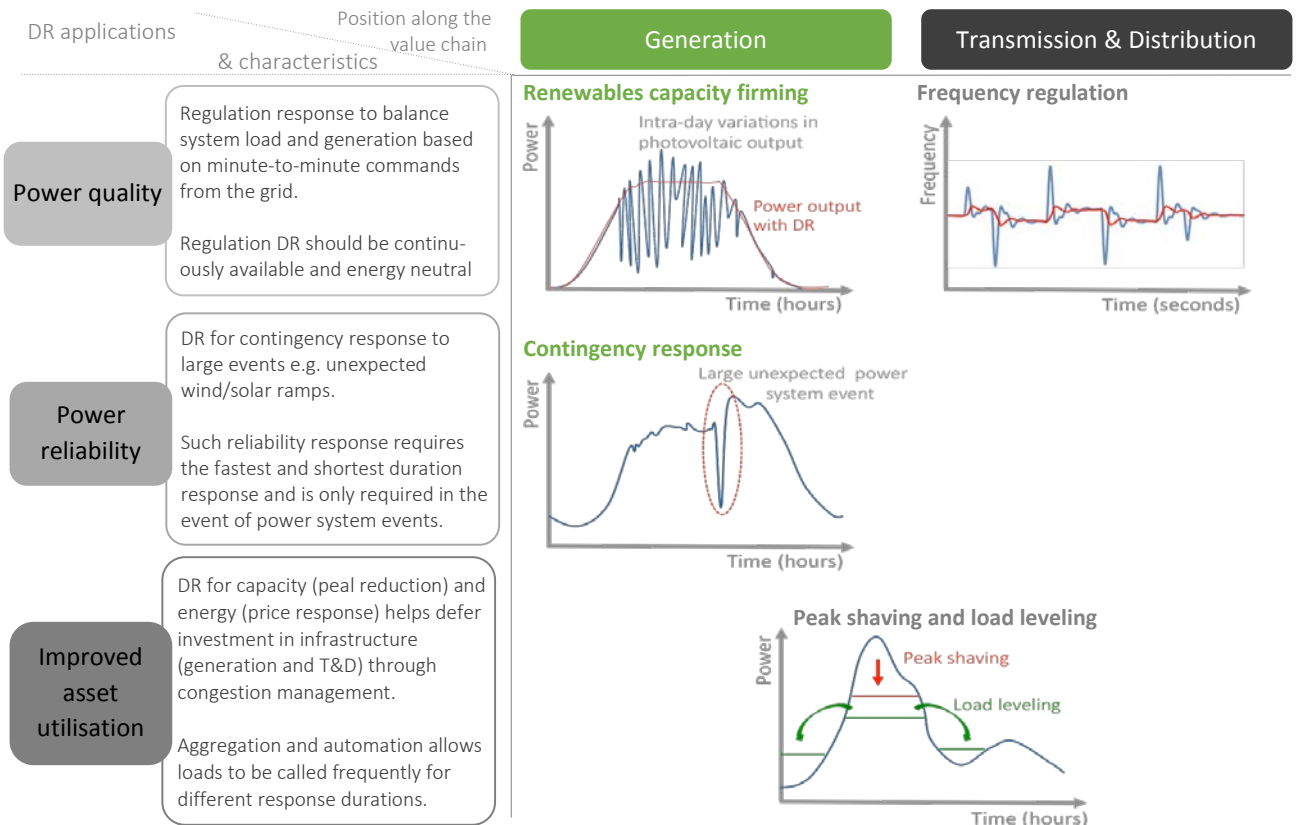 DR applications
Position along the
value chain
& characteristics
Generation
Transmission & Distribution
Power quality
Regulation response to balance
system load and generation based
on minute-to-minute commands
from the grid.
Regulation DR should be continu-
ously available and energy neutral
Renewables capacity firming
Intra-day variations in
photovoltaic output
Power
Power output
with DR
Time (hours)
Frequency regulation
Frequency
Time (seconds)
Power
reliability
DR for contingency response to
large events e.g. unexpected
wind/solar ramps.
Such reliability response requires
the fastest and shortest duration
response and is only required in the
event of power system events.
Contingency response
Large unexpected power
system event
Power
Time (hours)
Improved
asset
utilisation
DR for capacity (peal reduction) and
energy (price response) helps defer
investment in infrastructure
(generation and T&D) through
congestion management.
Aggregation and automation allows
loads to be called frequently for
different response durations.
Peak shaving and load leveling
Power
Peak shaving
Load leveling
Time (hours)